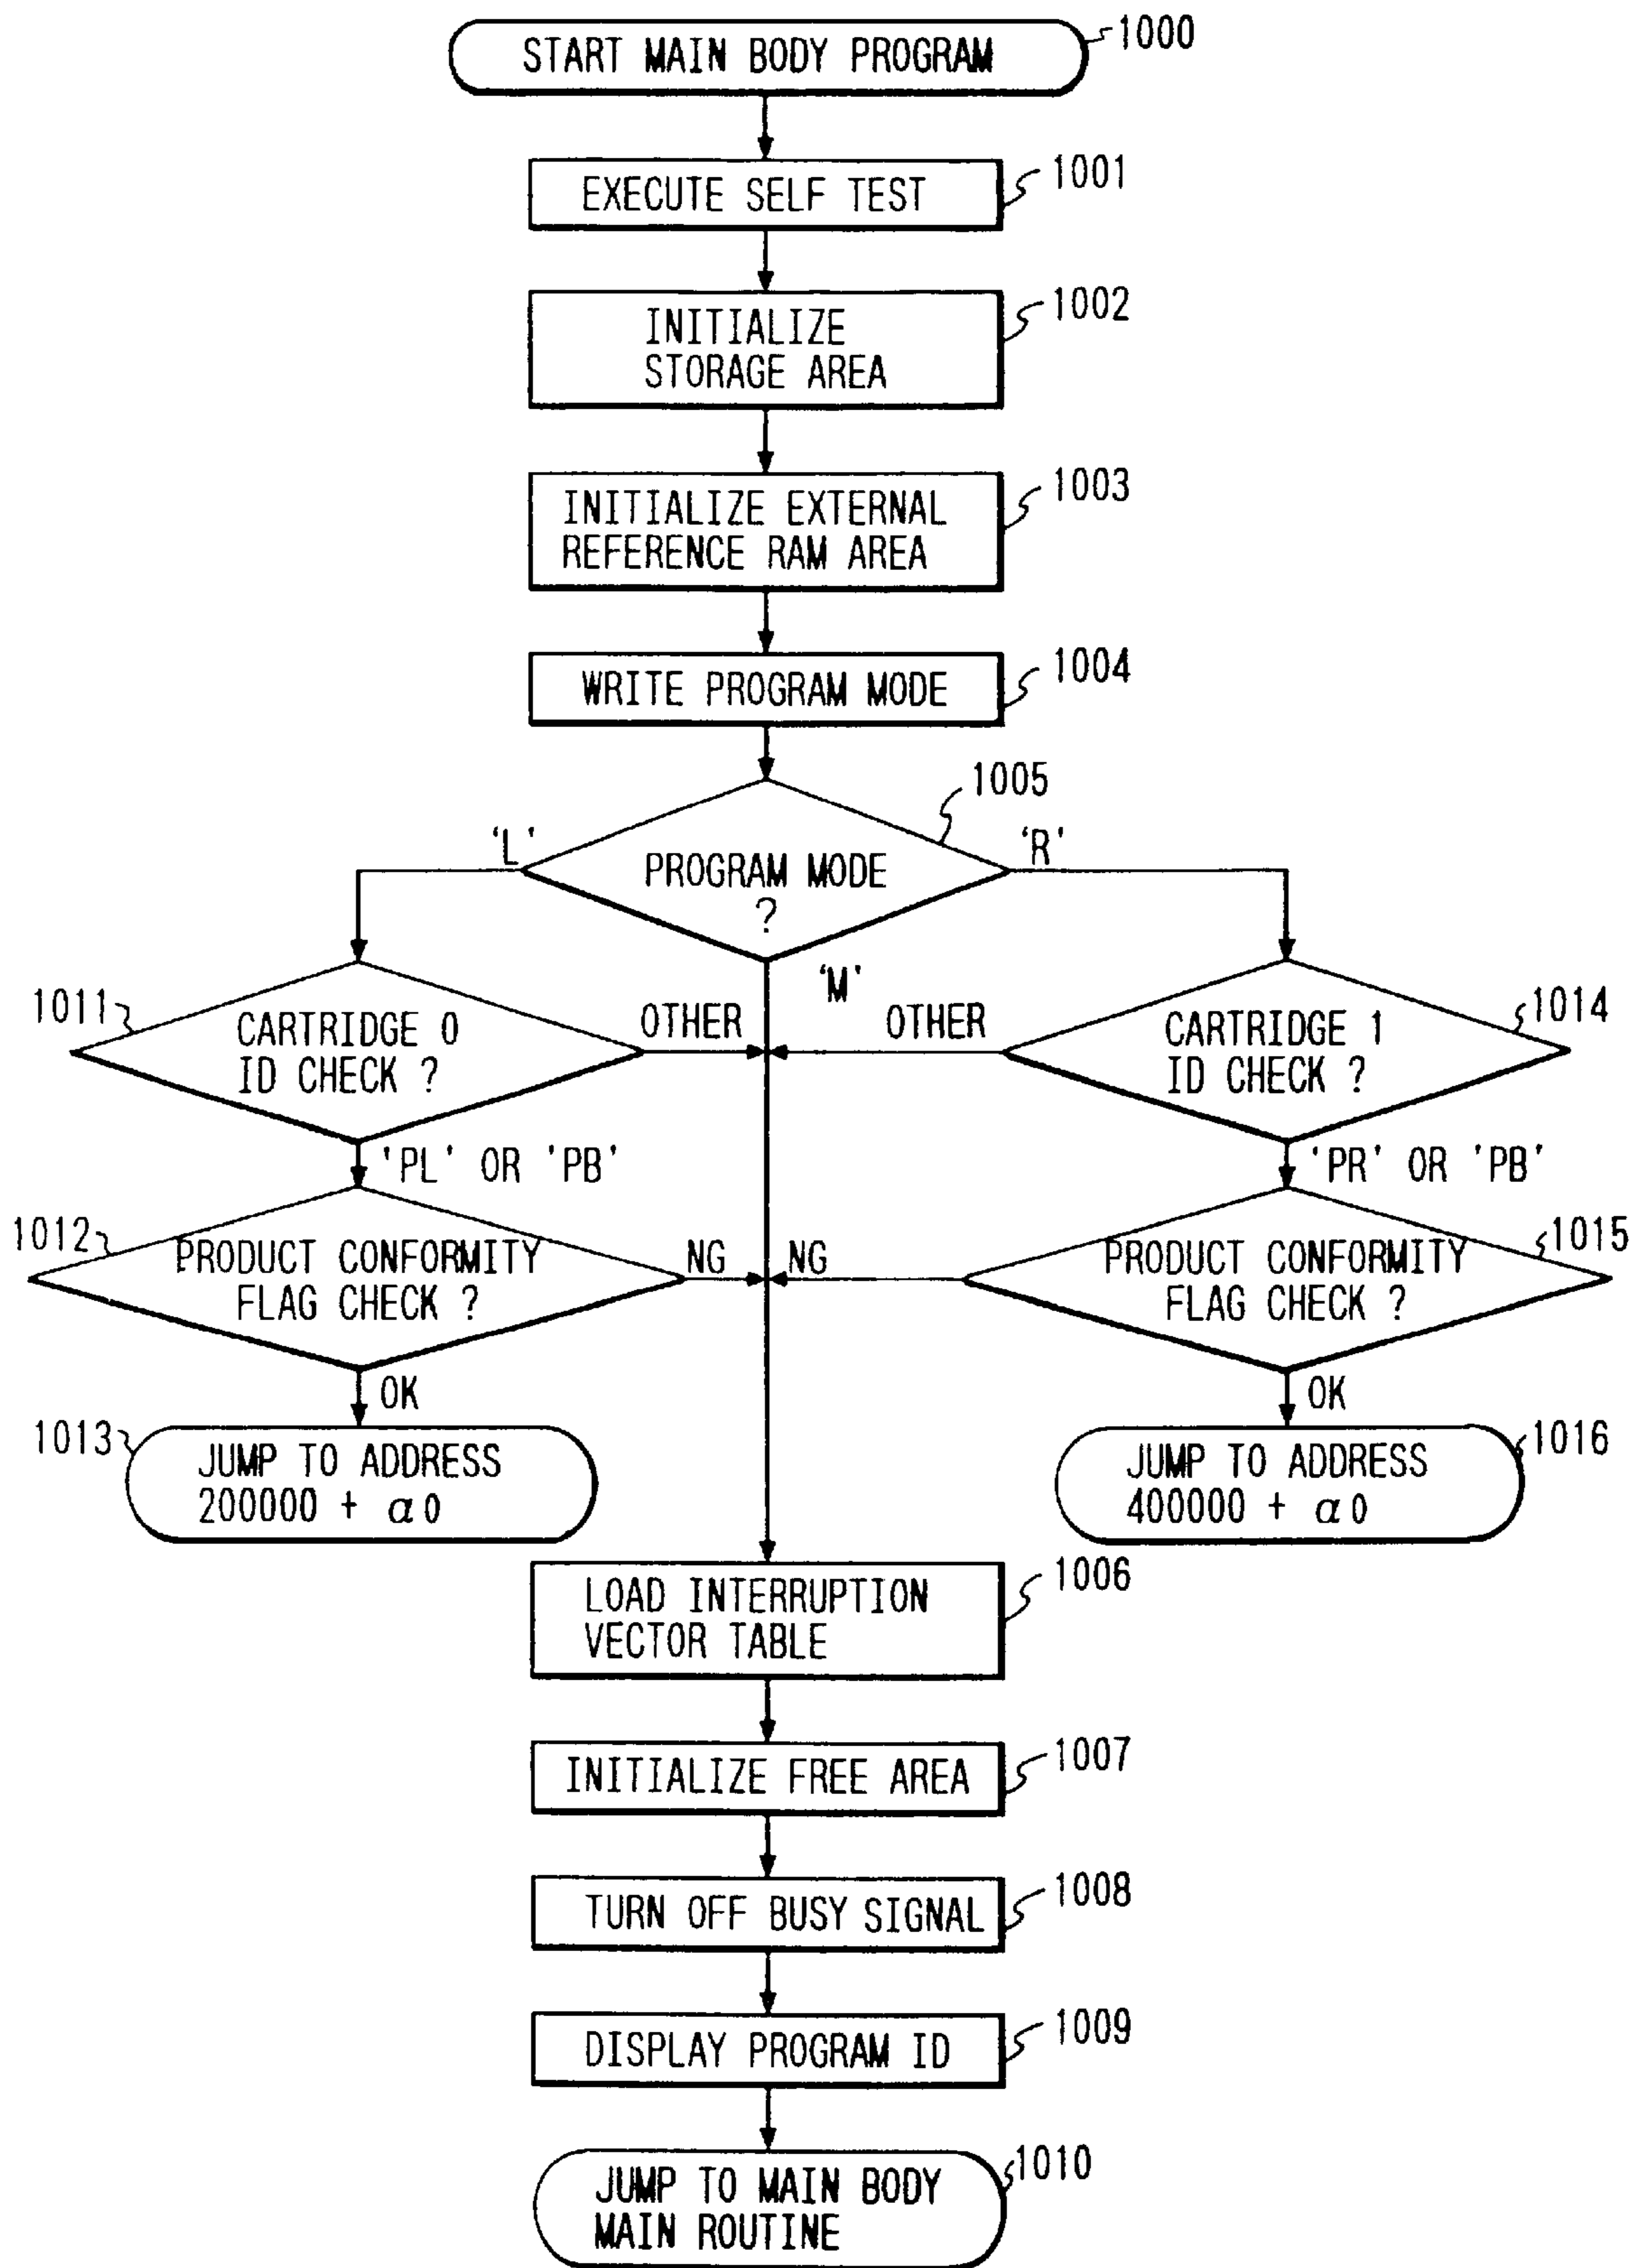 START MAIN BODY PROGRAM
1000
EXECUTE SELF TEST
1001
INITIALIZE
STORAGE AREA
1002
INITIALIZE EXTERNAL
REFERENCE RAM AREA
1003
WRITE PROGRAM MODE
1004
PROGRAM MODE
?
1005
'L'
'R'
'M'
1011
CARTRIDGE 0
ID CHECK ?
OTHER
OTHER
CARTRIDGE 1
ID CHECK ?
1014
'PL' OR 'PB'
'PR' OR 'PB'
1012
PRODUCT CONFORMITY
FLAG CHECK ?
NG
NG
PRODUCT CONFORMITY
FLAG CHECK ?
1015
OK
OK
1013
JUMP TO ADDRESS
200000 + α0
JUMP TO ADDRESS
400000 + α0
1016
LOAD INTERRUPTION
VECTOR TABLE
1006
INITIALIZE FREE AREA
1007
TURN OFF BUSY SIGNAL
1008
DISPLAY PROGRAM ID
1009
JUMP TO MAIN BODY
MAIN ROUTINE
1010